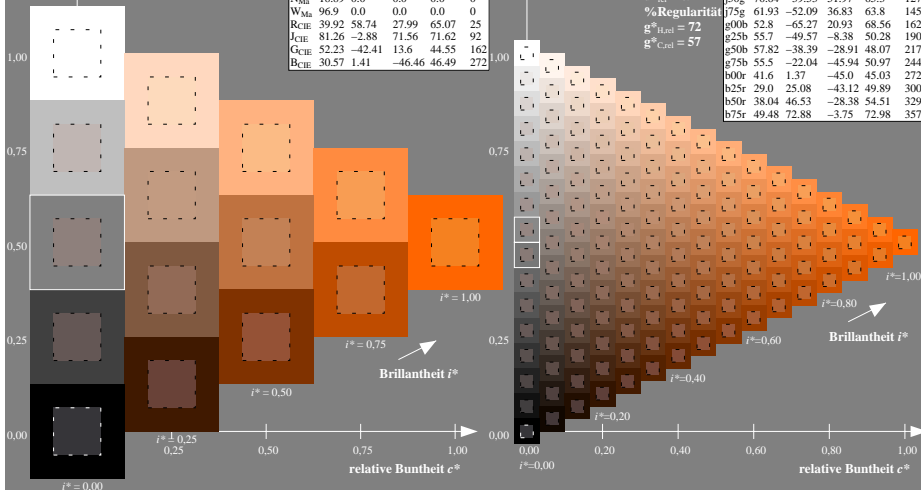 W_Ma 96.9 0.0 0.0 0.0 0
R_CIE 39.92 58.74 27.99 65.07 25
J_CIE 81.26 −2.88 71.56 71.62 92
G_CIE 52.23 −42.41 13.6 44.55 162
B_CIE 30.57 1.41 −46.46 46.49 272
1,00
0,75
0,50
0,25
0,00
i* = 1,00
i* = 0,75
i* = 0,50
i* = 0,25
i* = 0,00
Brillantheit i*
0,25
0,50
0,75
1,00
relative Buntheit c*
%Regularität
g*_H,rel = 72
g*_C,rel = 57
j75g 61.93 −52.09 36.83 63.8 145
g00b 52.8 −65.27 20.93 68.56 162
g25b 55.7 −49.57 −8.38 50.28 190
g50b 57.82 −38.39 −28.91 48.07 217
g75b 55.5 −22.04 −45.94 50.97 244
b00r 41.6 1.37 −45.0 45.03 272
b25r 29.0 25.08 −43.12 49.89 300
b50r 38.04 46.53 −28.38 54.51 329
b75r 49.48 72.88 −3.75 72.98 357
1,00
0,75
0,50
0,25
0,00
i*=1,00
i*=0,80
i*=0,60
i*=0,40
i*=0,20
i*=0,00
Brillantheit i*
0,00
0,20
0,40
0,60
0,80
1,00
relative Buntheit c*